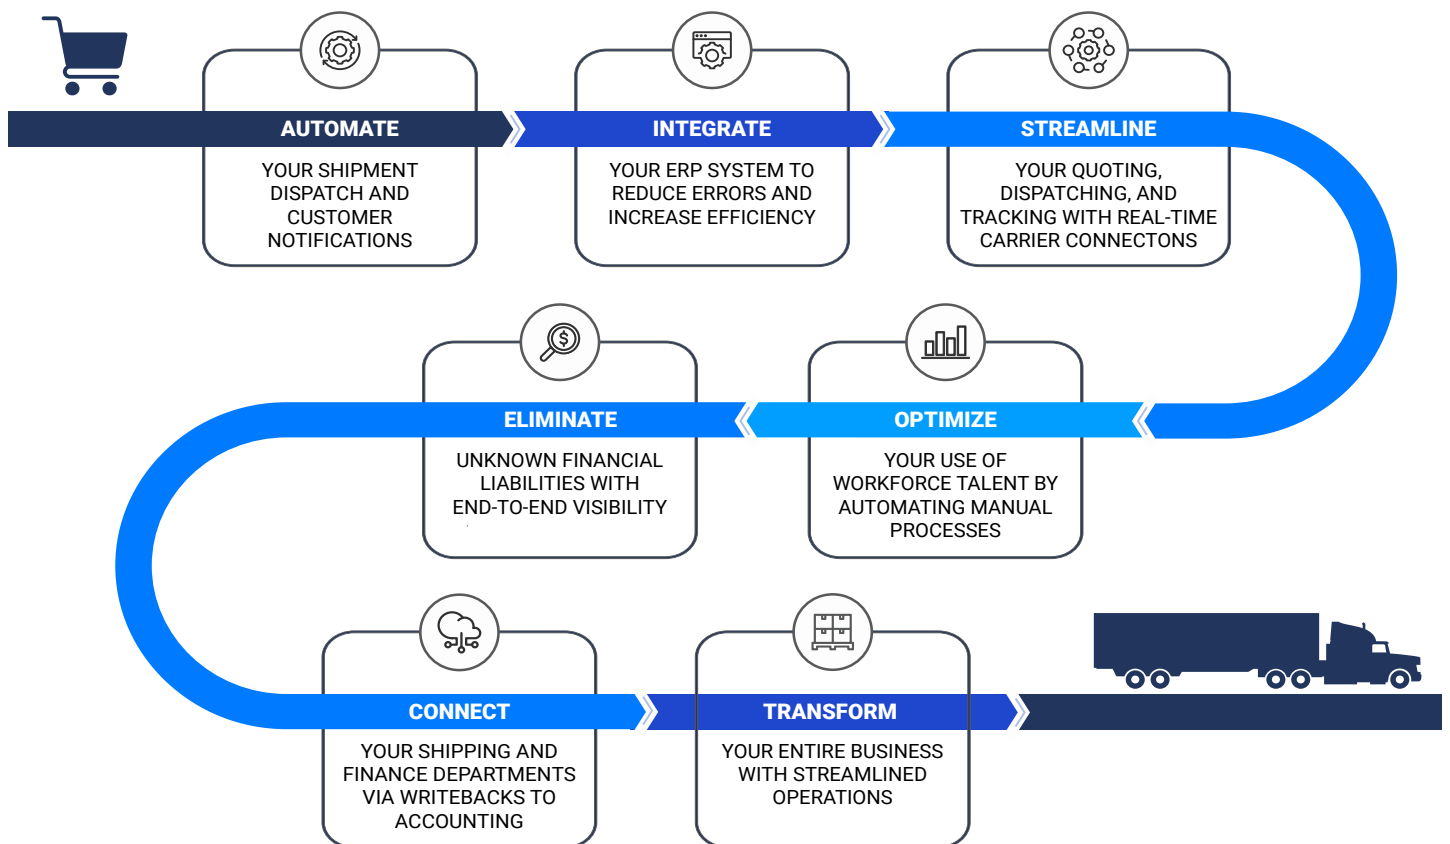 AUTOMATE
YOUR SHIPMENT
DISPATCH AND
CUSTOMER
NOTIFICATIONS
INTEGRATE
YOUR ERP SYSTEM TO
REDUCE ERRORS AND
INCREASE EFFICIENCY
STREAMLINE
YOUR QUOTING,
DISPATCHING, AND
TRACKING WITH REAL-TIME
CARRIER CONNECTONS
OPTIMIZE
YOUR USE OF
WORKFORCE TALENT BY
AUTOMATING MANUAL
PROCESSES
$
ELIMINATE
UNKNOWN FINANCIAL
LIABILITIES WITH
END-TO-END VISIBILITY
CONNECT
YOUR SHIPPING AND
FINANCE DEPARTMENTS
VIA WRITEBACKS TO
ACCOUNTING
TRANSFORM
YOUR ENTIRE BUSINESS
WITH STREAMLINED
OPERATIONS